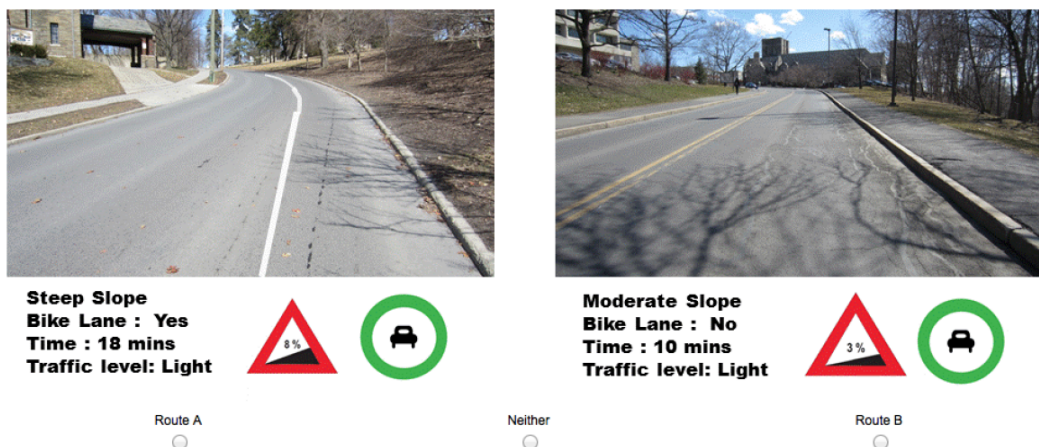 Steep Slope
Bike Lane : Yes
Time : 18 mins
Traffic level: Light
8 %
Moderate Slope
Bike Lane : No
Time : 10 mins
Traffic level: Light
3 %
Route A
Neither
Route B